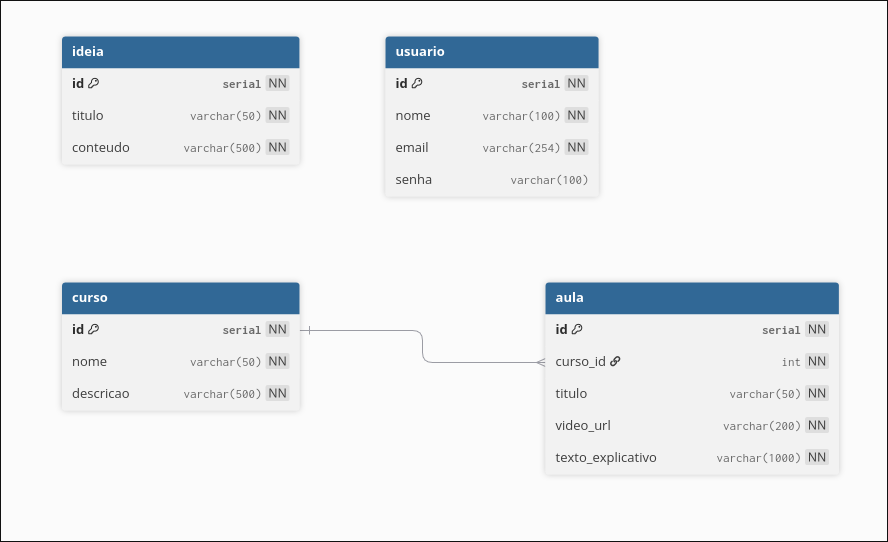 ideia
id serial NN
titulo varchar(50) NN
conteudo varchar(500) NN
usuario
id serial NN
nome varchar(100) NN
email varchar(254) NN
senha varchar(100)
curso
id serial NN
nome varchar(50) NN
descricao varchar(500) NN
aula
id serial NN
curso_id int NN
titulo varchar(50) NN
video_url varchar(200) NN
texto_explicativo varchar(1000) NN